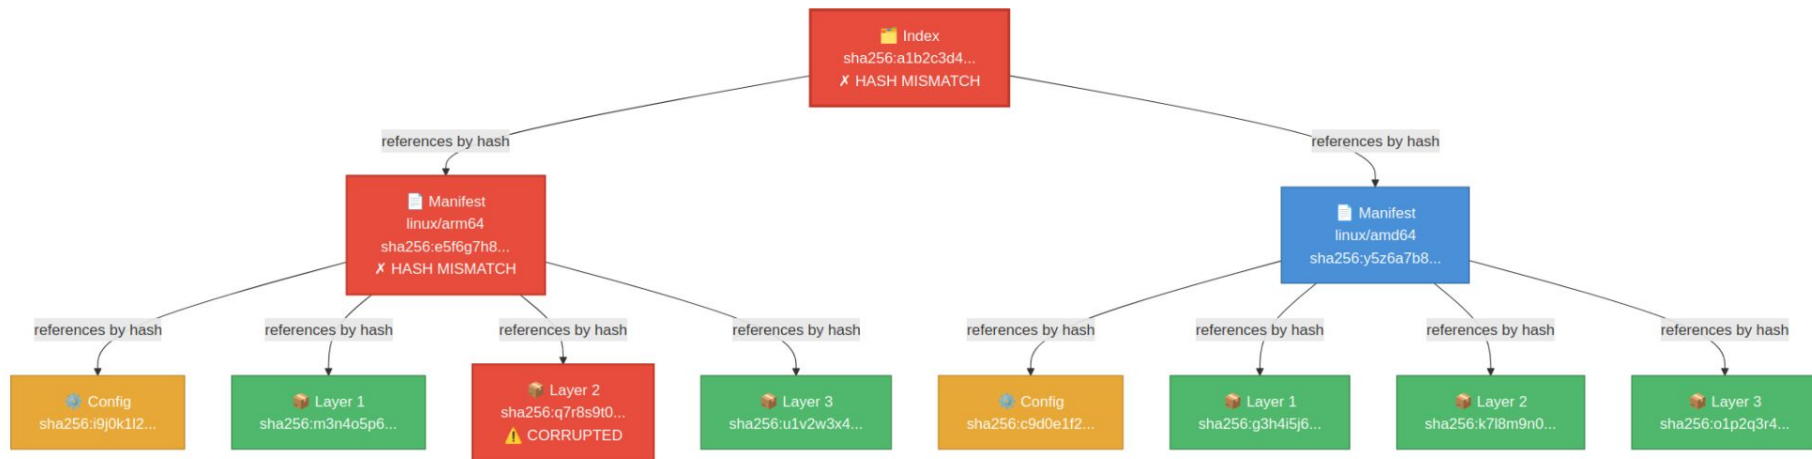 🗂️ Index
sha256:a1b2c3d4...
✗ HASH MISMATCH
references by hash
references by hash
📄 Manifest
linux/arm64
sha256:e5f6g7h8...
✗ HASH MISMATCH
📄 Manifest
linux/amd64
sha256:y5z6a7b8...
references by hash
references by hash
references by hash
references by hash
references by hash
references by hash
references by hash
references by hash
⚙️ Config
sha256:i9j0k1l2...
📦 Layer 1
sha256:m3n4o5p6...
📦 Layer 2
sha256:q7r8s9t0...
⚠️ CORRUPTED
📦 Layer 3
sha256:u1v2w3x4...
⚙️ Config
sha256:c9d0e1f2...
📦 Layer 1
sha256:g3h4i5j6...
📦 Layer 2
sha256:k7l8m9n0...
📦 Layer 3
sha256:o1p2q3r4...